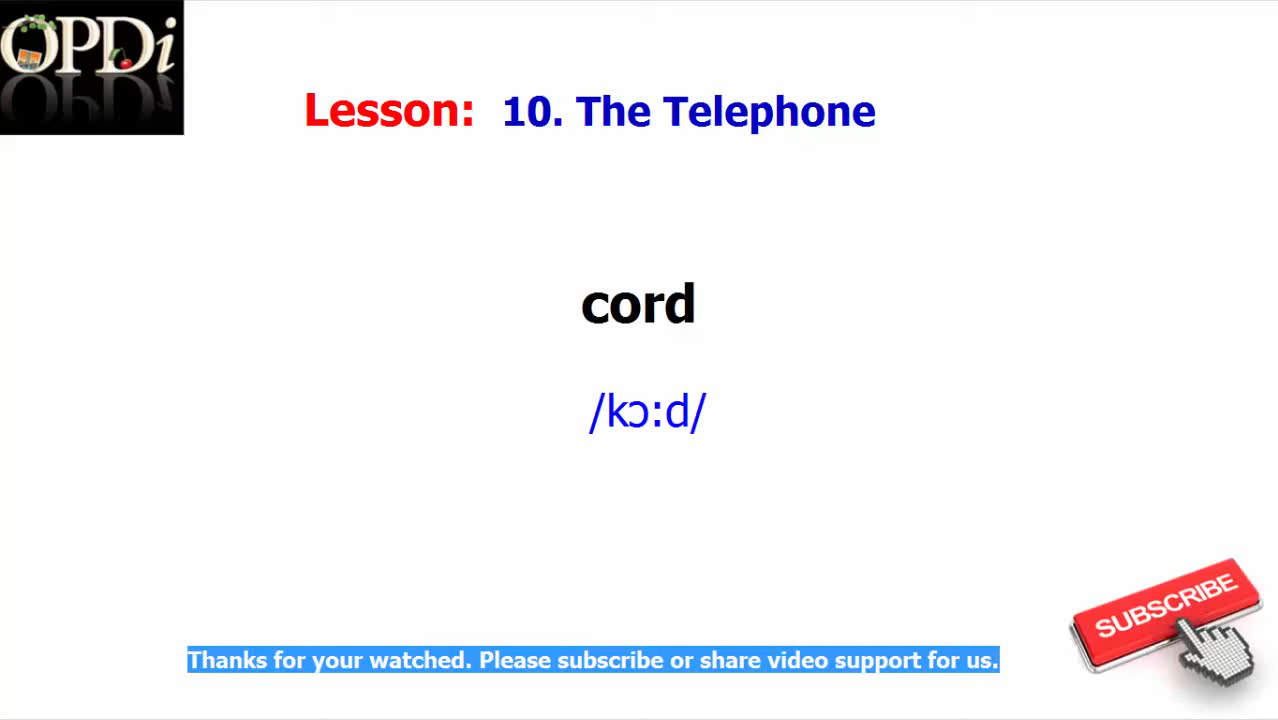 OPDi
Lesson: 10. The Telephone
cord
/kɔ:d/
SUBSCRIBE
Thanks for your watched. Please subscribe or share video support for us.